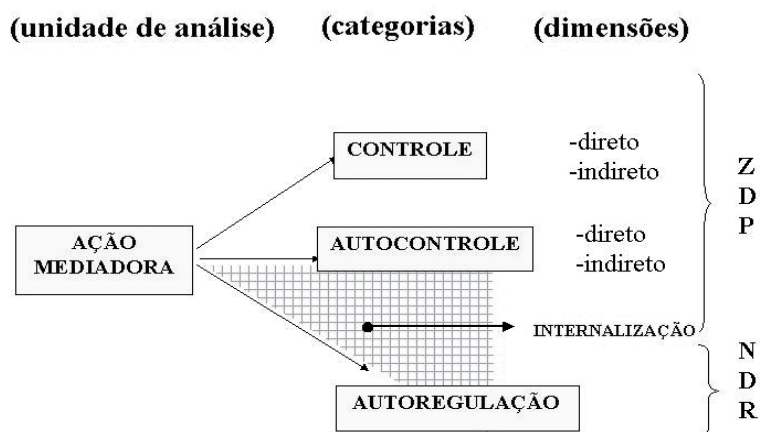 (unidade de análise) (categorias) (dimensões)
CONTROLE
-direto
-indireto
AÇÃO
MEDIADORA
AUTOCONTROLE
-direto
-indireto
INTERNALIZAÇÃO
AUTOREGULAÇÃO
Z
D
P
N
D
R